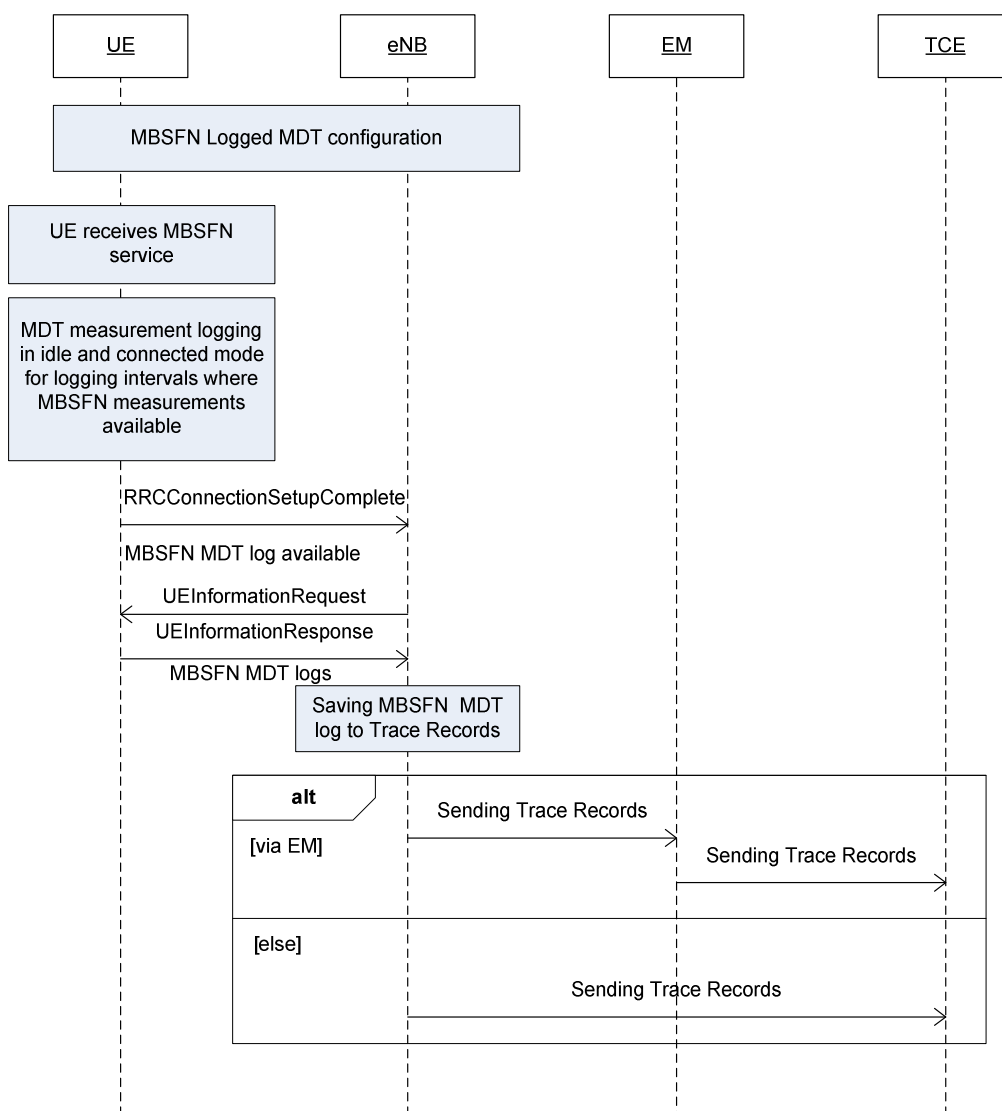 UE
eNB
EM
TCE
MBSFN Logged MDT configuration
UE receives MBSFN
service
MDT measurement logging
in idle and connected mode
for logging intervals where
MBSFN measurements
available
RRCConnectionSetupComplete
MBSFN MDT log available
UEInformationRequest
UEInformationResponse
MBSFN MDT logs
Saving MBSFN MDT
log to Trace Records
alt
Sending Trace Records
[via EM]
Sending Trace Records
[else]
Sending Trace Records